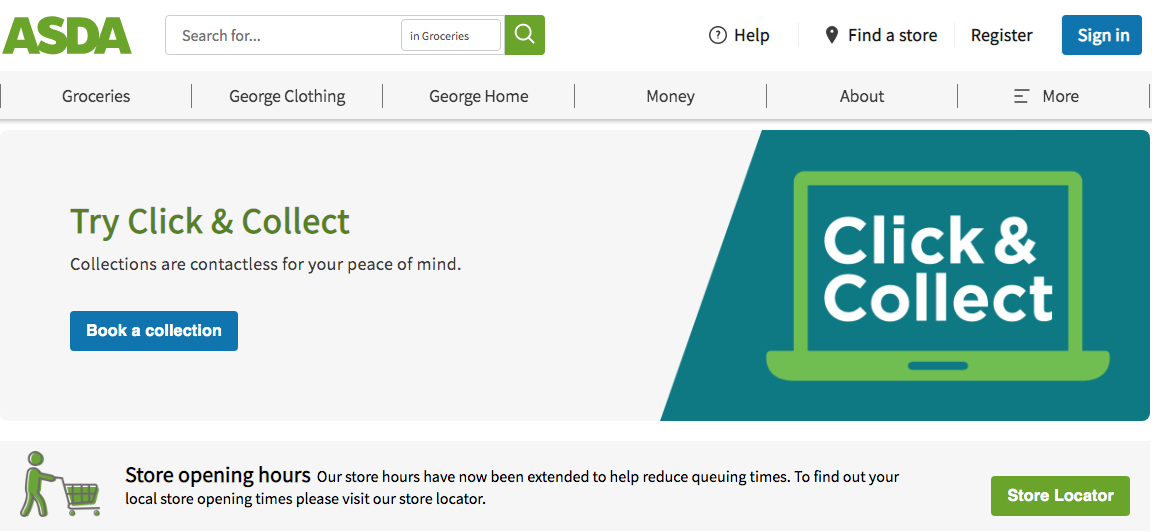 ASDA
Search for...
in Groceries
Help
Find a store
Register
Sign in
Groceries
George Clothing
George Home
Money
About
More
Try Click & Collect
Collections are contactless for your peace of mind.
Book a collection
Click &
Collect
Store opening hours Our store hours have now been extended to help reduce queuing times. To find out your
local store opening times please visit our store locator.
Store Locator